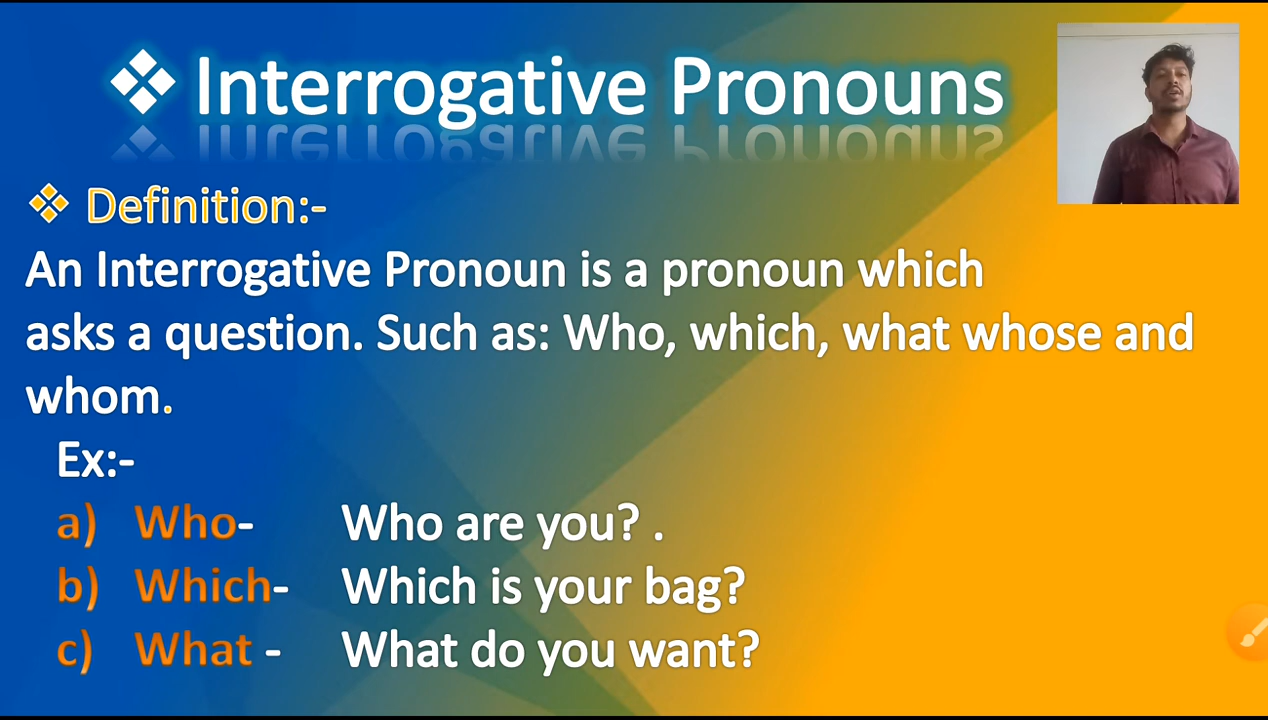 ❖ Interrogative Pronouns
❖ Definition:-
An Interrogative Pronoun is a pronoun which
asks a question. Such as: Who, which, what whose and
whom.
Ex:-
a) Who- Who are you? .
b) Which- Which is your bag?
c) What - What do you want?